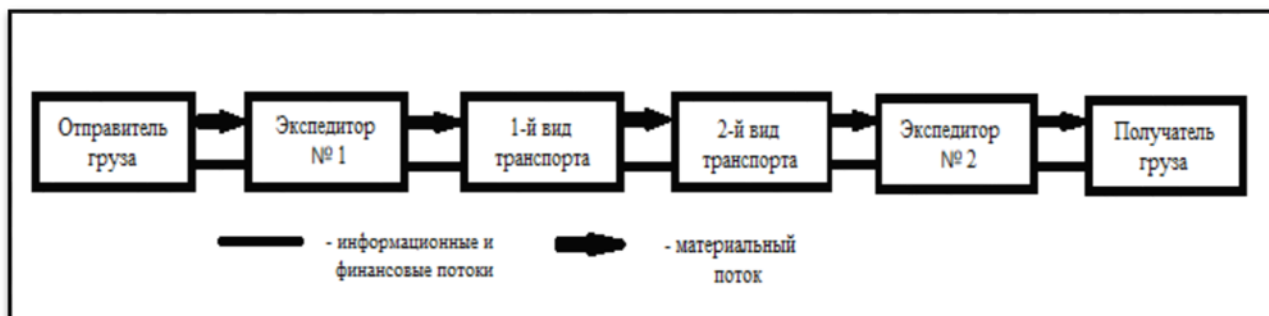 Отправитель
груза
Экспедитор
№ 1
1-й вид
транспорта
2-й вид
транспорта
Экспедитор
№ 2
Получатель
груза
- информационные и
финансовые потоки
- материальный
поток